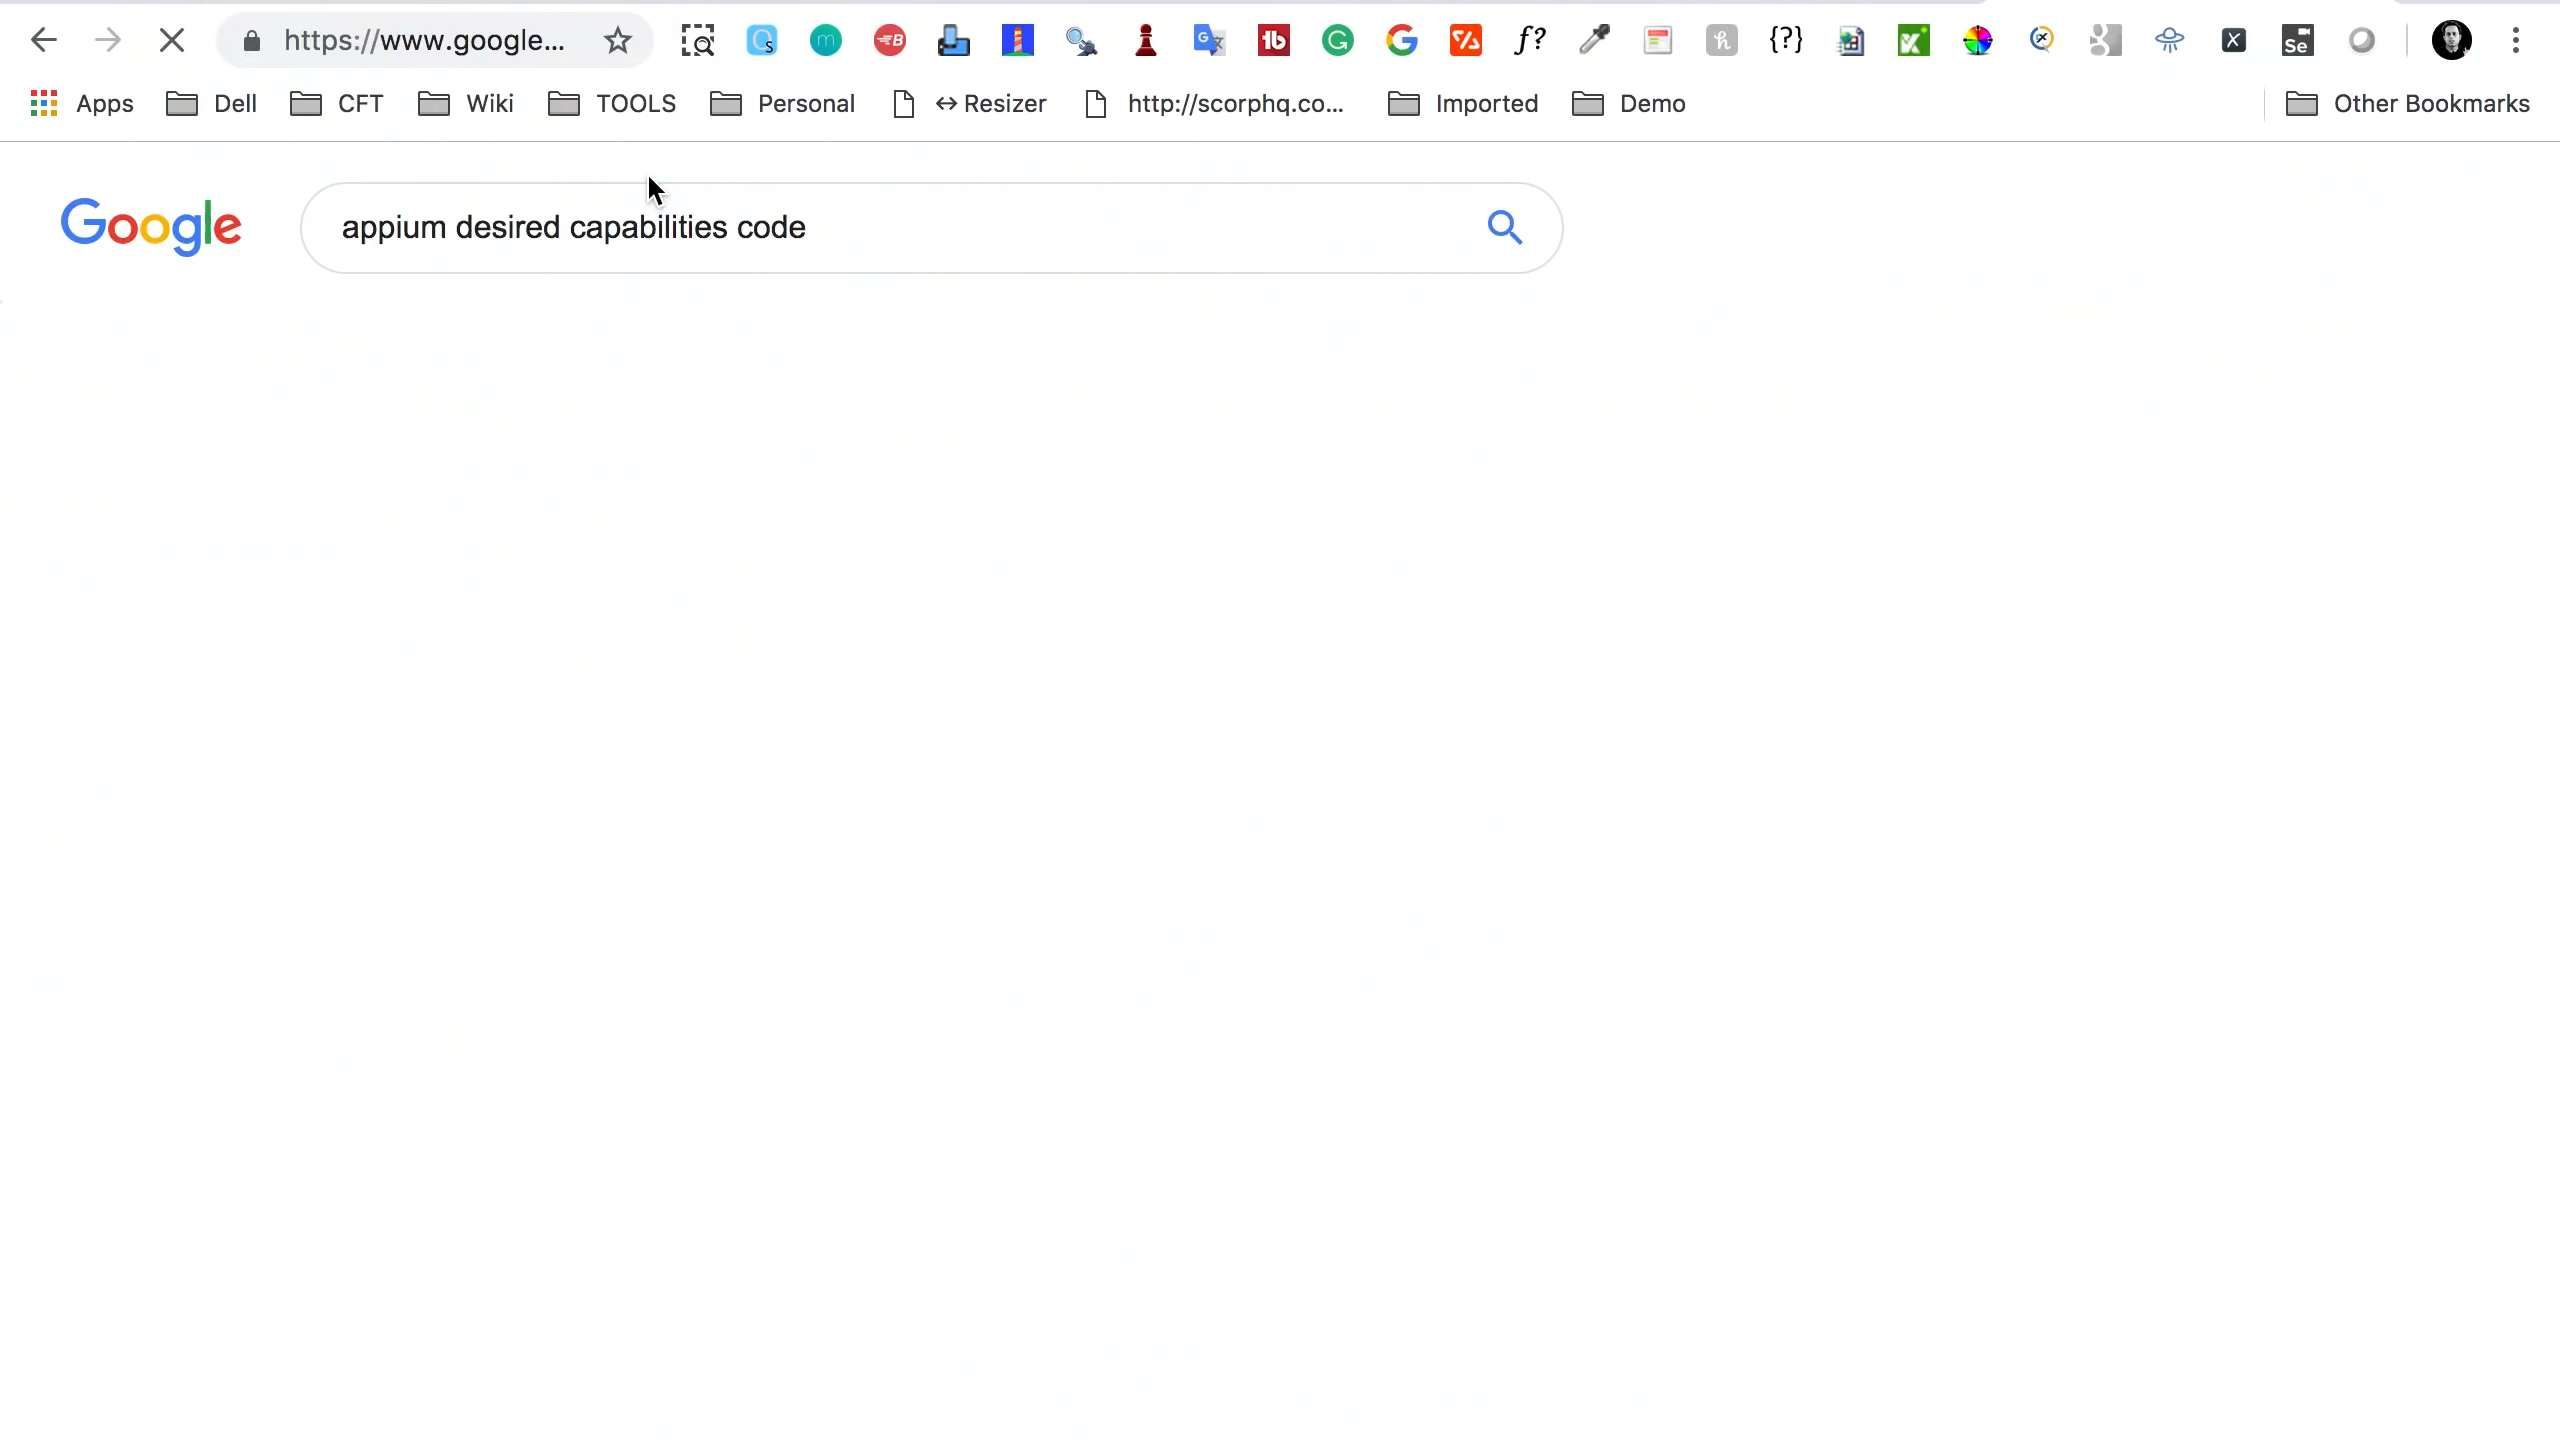 https://www.google...
Apps Dell CFT Wiki TOOLS Personal ↔ Resizer http://scorphq.co... Imported Demo Other Bookmarks
Google appium desired capabilities code